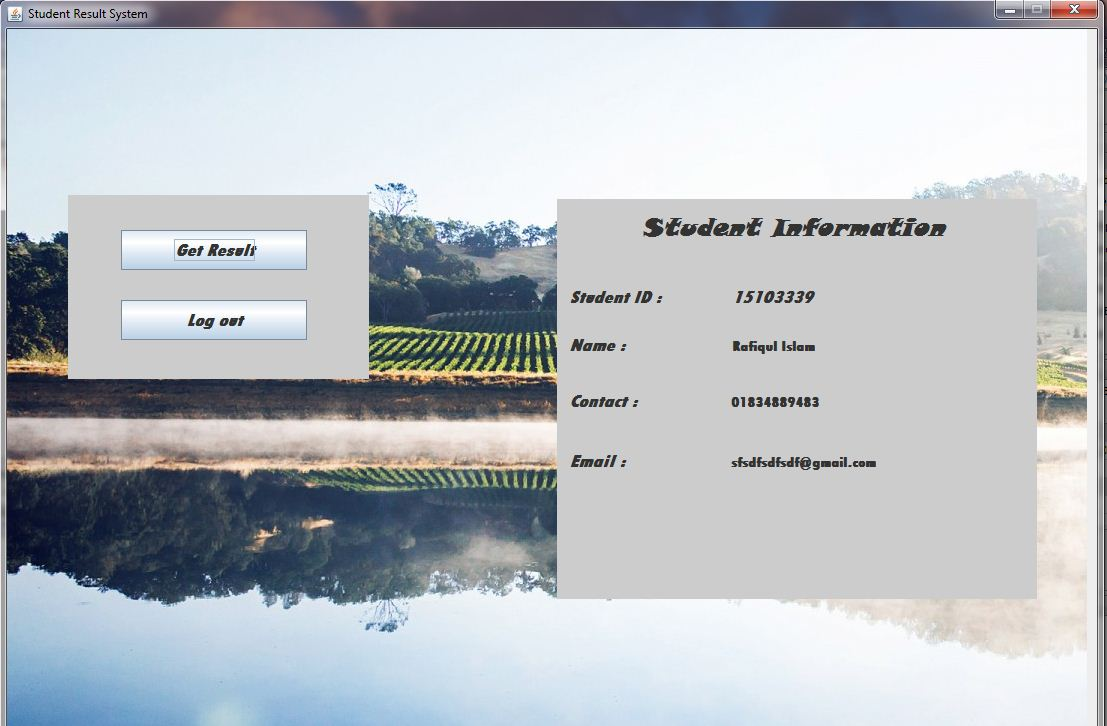 Student Result System
Get Result
Log out
Student Information
Student ID : 15103339
Name : Rafiqul Islam
Contact : 01834889483
Email : sfsdfsdfsdf@gmail.com